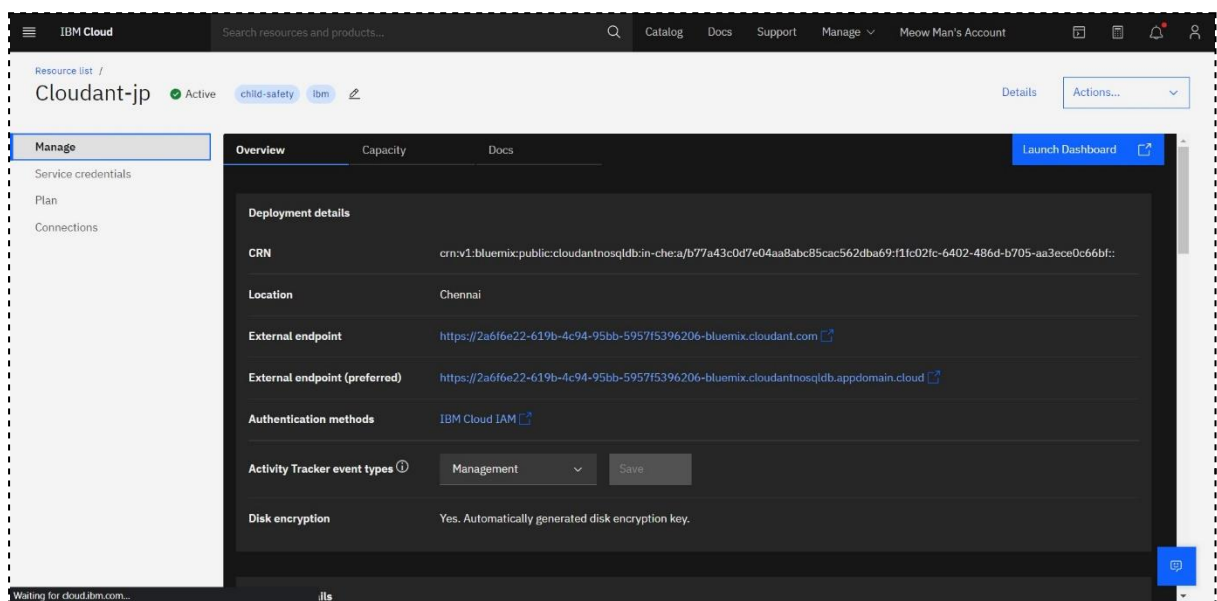 IBM Cloud Search resources and products... Catalog Docs Support Manage Meow Man's Account
Resource list /
Cloudant-jp Active child-safety ibm Details Actions...
Manage Overview Capacity Docs Launch Dashboard
Service credentials
Plan
Deployment details
Connections
CRN crn:v1:bluemix:public:cloudantnosqldb:in-che:a/b77a43c0d7e04aa8abc85cac562dba69:f1fc02fc-6402-486d-b705-aa3ece0c66bf::
Location Chennai
External endpoint https://2a6f6e22-619b-4c94-95bb-5957f5396206-bluemix.cloudant.com
External endpoint (preferred) https://2a6f6e22-619b-4c94-95bb-5957f5396206-bluemix.cloudantnosqldb.appdomain.cloud
Authentication methods IBM Cloud IAM
Activity Tracker event types Management Save
Disk encryption Yes. Automatically generated disk encryption key.
Waiting for cloud.ibm.com...